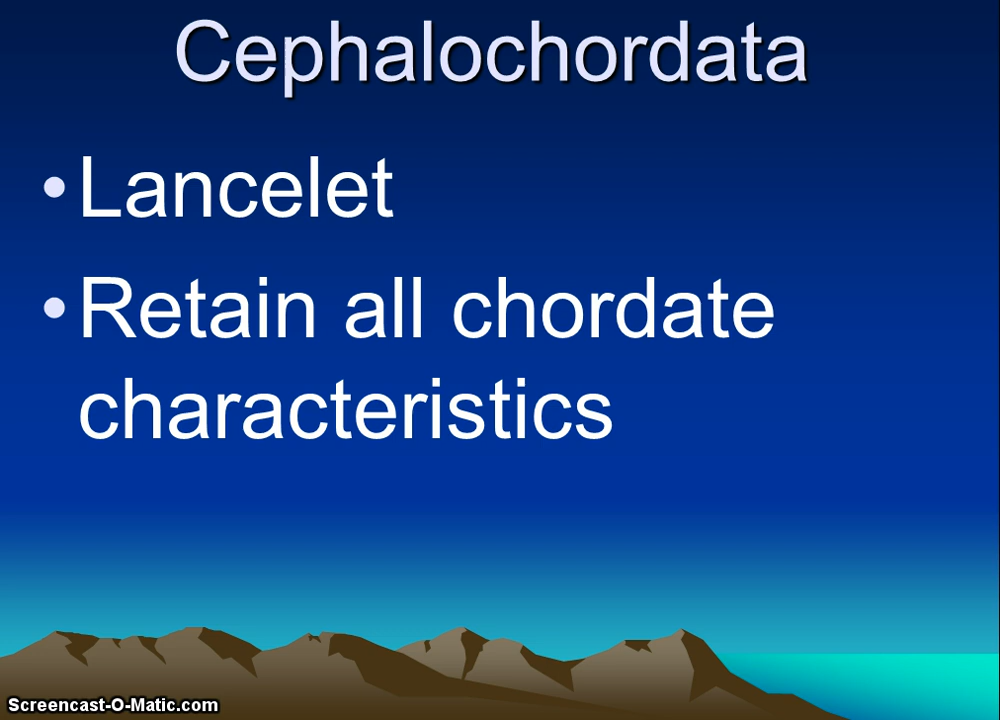 Cephalochordata
•Lancelet
•Retain all chordate
characteristics
Screencast-O-Matic.com